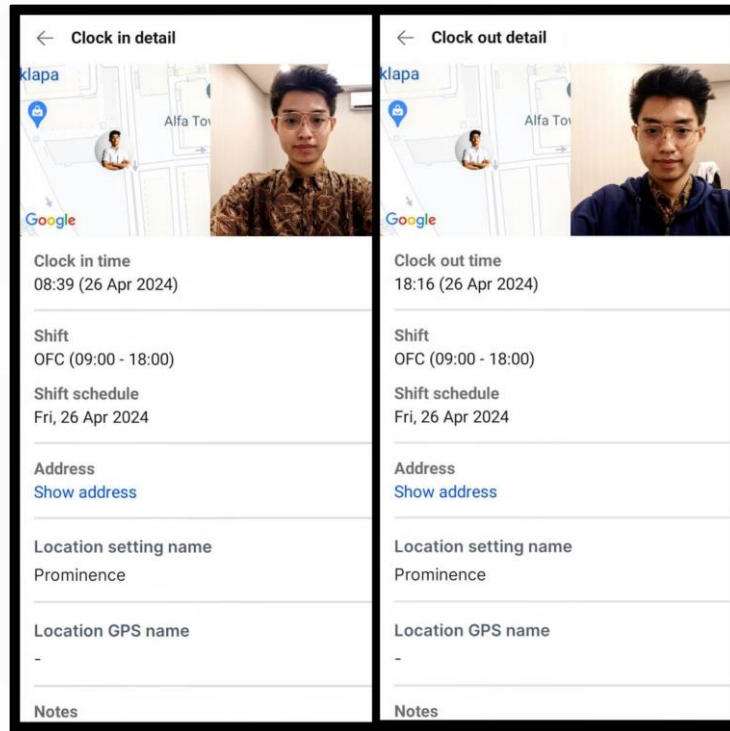 Clock in detail
klapa
Alfa Tov
Google
Clock in time
08:39 (26 Apr 2024)
Shift
OFC (09:00 - 18:00)
Shift schedule
Fri, 26 Apr 2024
Address
Show address
Location setting name
Prominence
Location GPS name
-
Notes
Clock out detail
klapa
Alfa Tov
Google
Clock out time
18:16 (26 Apr 2024)
Shift
OFC (09:00 - 18:00)
Shift schedule
Fri, 26 Apr 2024
Address
Show address
Location setting name
Prominence
Location GPS name
-
Notes